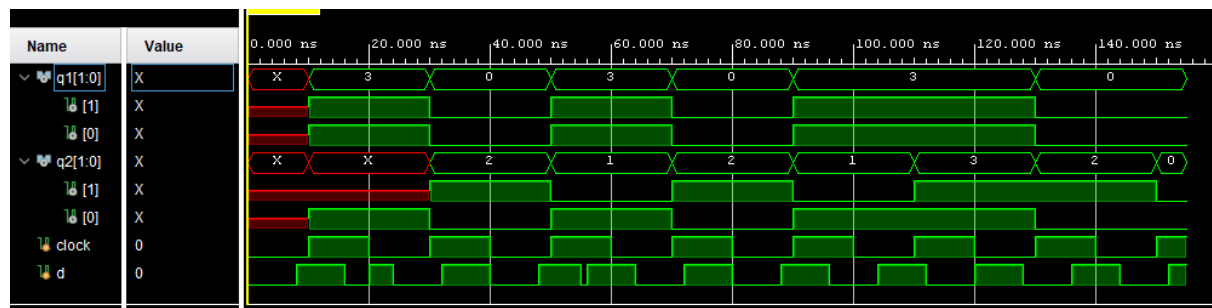 Name Value 0.000 ns 20.000 ns 40.000 ns 60.000 ns 80.000 ns 100.000 ns 120.000 ns 140.000 ns
q1[1:0] X X 3 0 3 0 3 0
[1] X
[0] X
q2[1:0] X X X 2 1 2 1 3 2 0
[1] X
[0] X
clock 0
d 0